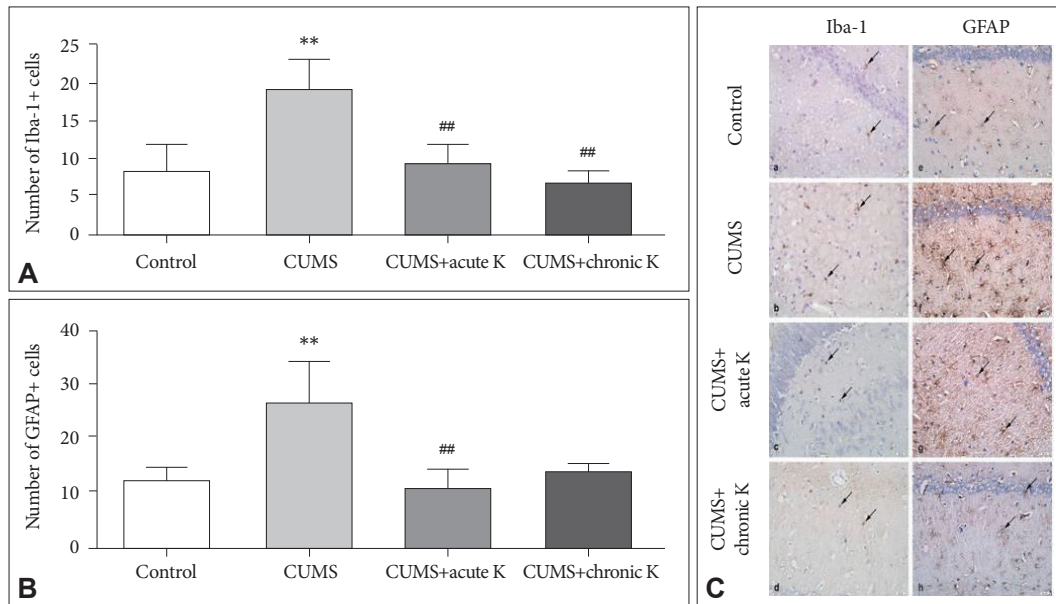 Number of Iba-1+ cells
25
20
15
10
5
0
**
##
##
Control
CUMS
CUMS+acute K
CUMS+chronic K
A
Number of GFAP+ cells
40
30
20
10
0
**
##
Control
CUMS
CUMS+acute K
CUMS+chronic K
B
Iba-1
GFAP
Control
CUMS
CUMS+
acute K
CUMS+
chronic K
a
e
b
c
g
d
h
C